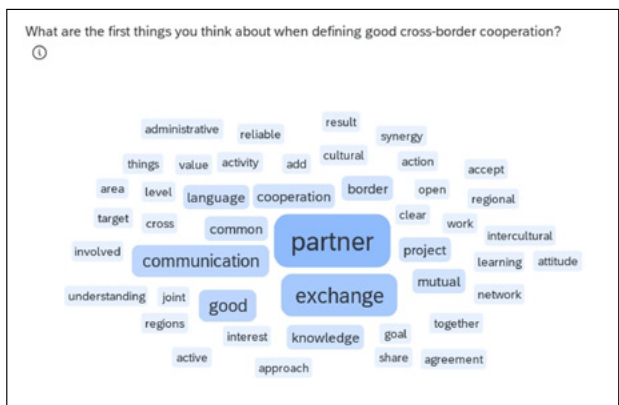 What are the first things you think about when defining good cross-border cooperation?
result
administrative reliable synergy
things value activity add cultural action accept
area level language cooperation border open regional
target cross common partner clear work intercultural
involved communication project learning attitude
understanding joint good exchange mutual network
regions interest knowledge goal together
active approach share agreement